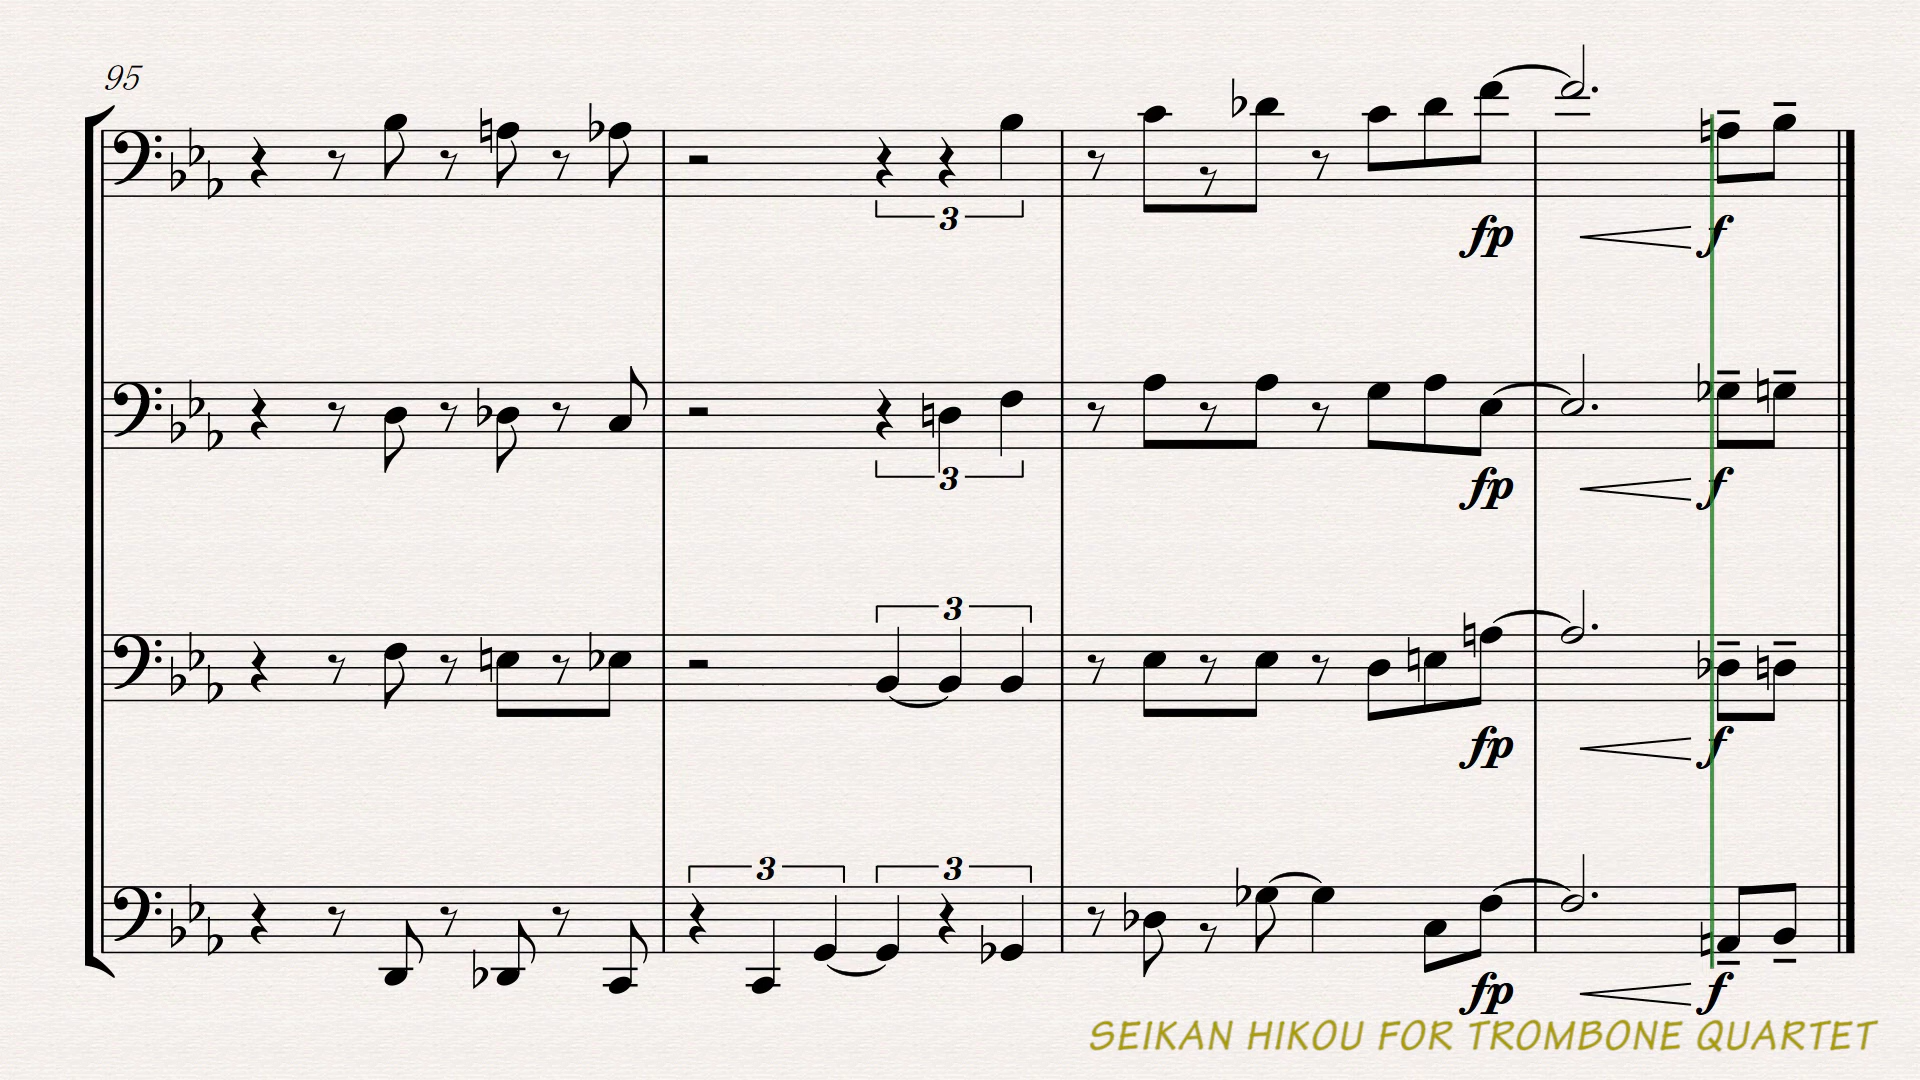 95
3
fp f
3
fp f
3
fp f
3 3
fp f
SEIKAN HIKOU FOR TROMBONE QUARTET